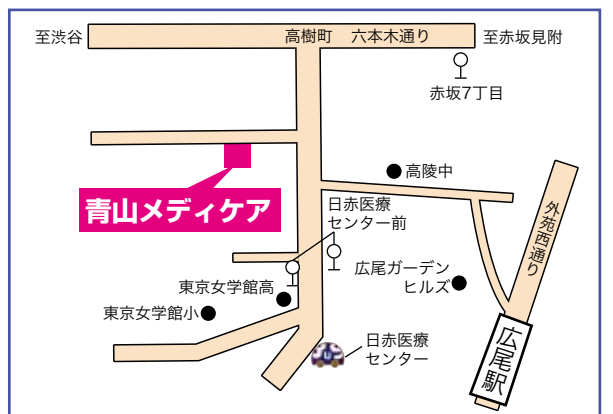 至渋谷
高樹町 六本木通り
至赤坂見附
赤坂7丁目
高陵中
青山メディケア
日赤医療
センター前
外苑西通り
広尾ガーデン
ヒルズ
東京女学館高
東京女学館小
日赤医療
センター
広尾駅